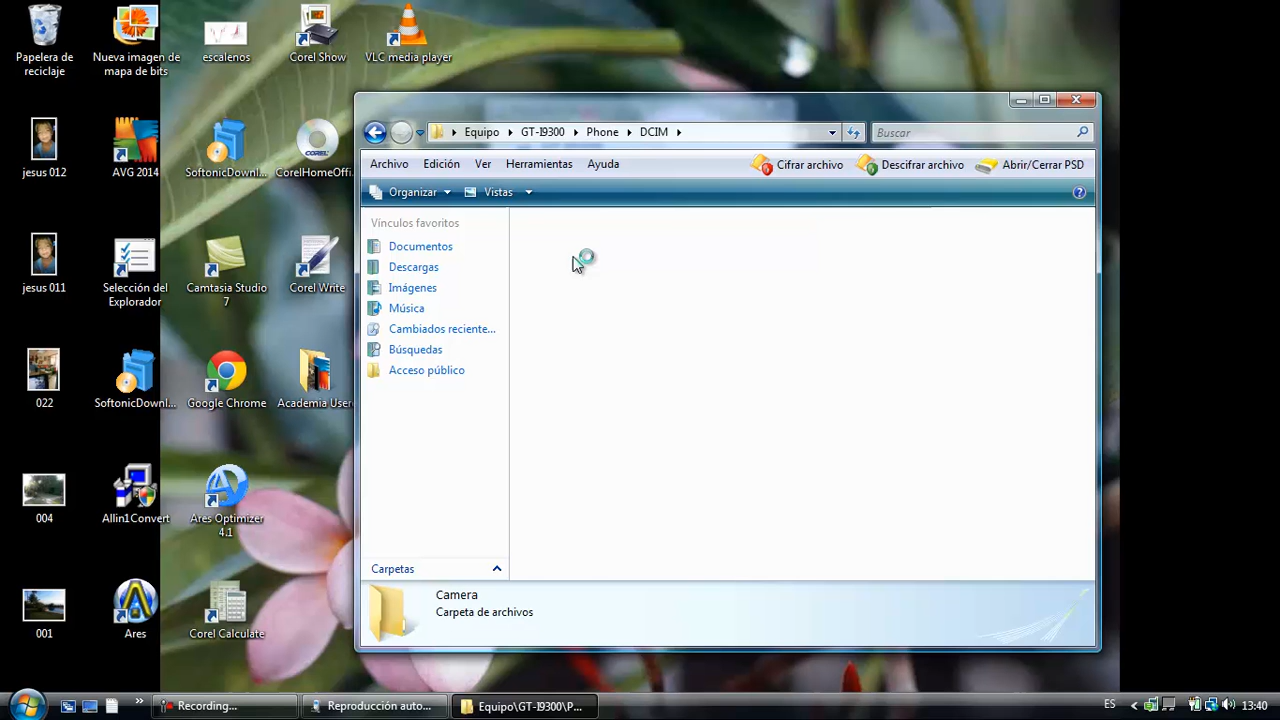 Papelera de
reciclaje
Nueva imagen de
mapa de bits
escalenos
Corel Show
VLC media player
jesus 012
AVG 2014
SoftonicDownl...
CorelHomeOffi...
jesus 011
Selección del
Explorador
Camtasia Studio
7
Corel Write
022
SoftonicDownl...
Google Chrome
Academia User
004
Allin1Convert
Ares Optimizer
4.1
001
Ares
Corel Calculate
Equipo GT-I9300 Phone DCIM
Buscar
Archivo Edición Ver Herramientas Ayuda Cifrar archivo Descifrar archivo Abrir/Cerrar PSD
Organizar Vistas
Vínculos favoritos
Documentos
Descargas
Imágenes
Música
Cambiados reciente...
Búsquedas
Acceso público
Carpetas
Camera
Carpeta de archivos
Recording... Reproducción auto... Equipo\GT-I9300\P... ES 13:40